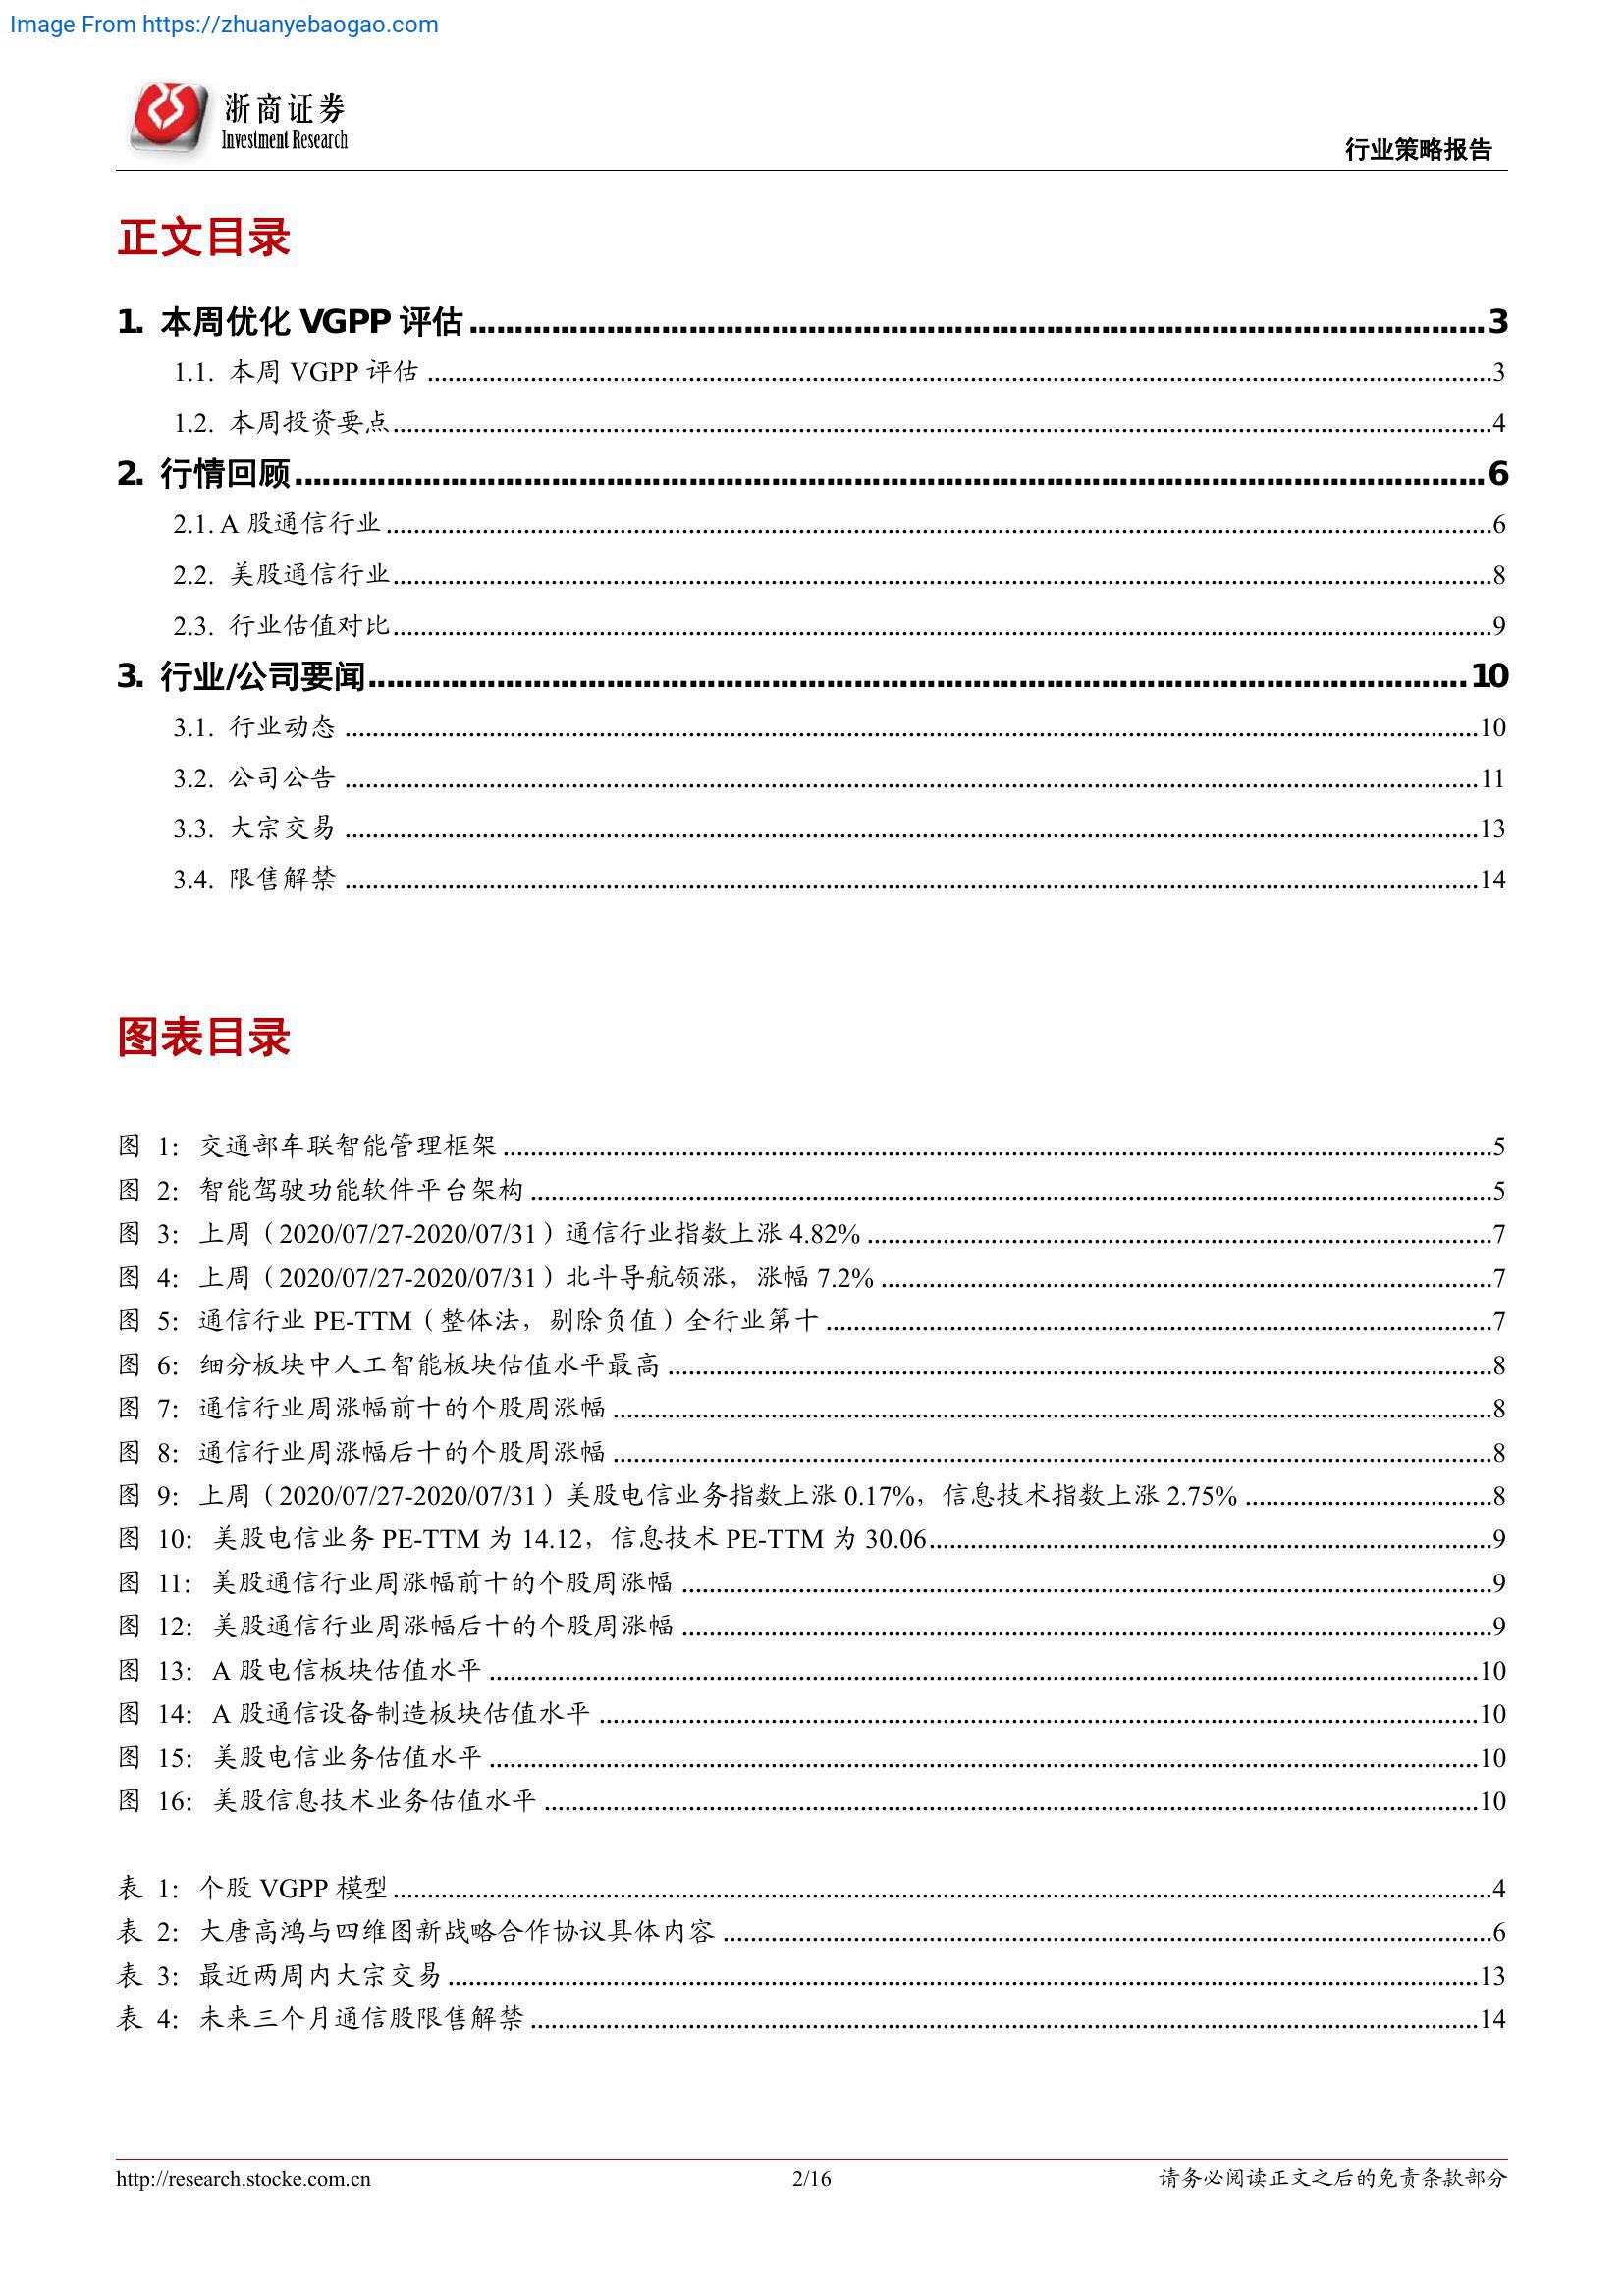 Image From https://zhuanyebaogao.com
浙商证券
Investment Research
行业策略报告
正文目录
1. 本周优化 VGPP 评估 3
1.1. 本周 VGPP 评估 3
1.2. 本周投资要点 4
2. 行情回顾 6
2.1. A 股通信行业 6
2.2. 美股通信行业 8
2.3. 行业估值对比 9
3. 行业/公司要闻 10
3.1. 行业动态 10
3.2. 公司公告 11
3.3. 大宗交易 13
3.4. 限售解禁 14
图表目录
图 1：交通部车联智能管理框架 5
图 2：智能驾驶功能软件平台架构 5
图 3：上周（2020/07/27-2020/07/31）通信行业指数上涨 4.82% 7
图 4：上周（2020/07/27-2020/07/31）北斗导航领涨，涨幅 7.2% 7
图 5：通信行业 PE-TTM（整体法，剔除负值）全行业第十 7
图 6：细分板块中人工智能板块估值水平最高 8
图 7：通信行业周涨幅前十的个股周涨幅 8
图 8：通信行业周涨幅后十的个股周涨幅 8
图 9：上周（2020/07/27-2020/07/31）美股电信业务指数上涨 0.17%，信息技术指数上涨 2.75% 8
图 10：美股电信业务 PE-TTM 为 14.12，信息技术 PE-TTM 为 30.06 9
图 11：美股通信行业周涨幅前十的个股周涨幅 9
图 12：美股通信行业周涨幅后十的个股周涨幅 9
图 13：A 股电信板块估值水平 10
图 14：A 股通信设备制造板块估值水平 10
图 15：美股电信业务估值水平 10
图 16：美股信息技术业务估值水平 10
表 1：个股 VGPP 模型 4
表 2：大唐高鸿与四维图新战略合作协议具体内容 6
表 3：最近两周内大宗交易 13
表 4：未来三个月通信股限售解禁 14
http://research.stocke.com.cn
2/16
请务必阅读正文之后的免责条款部分